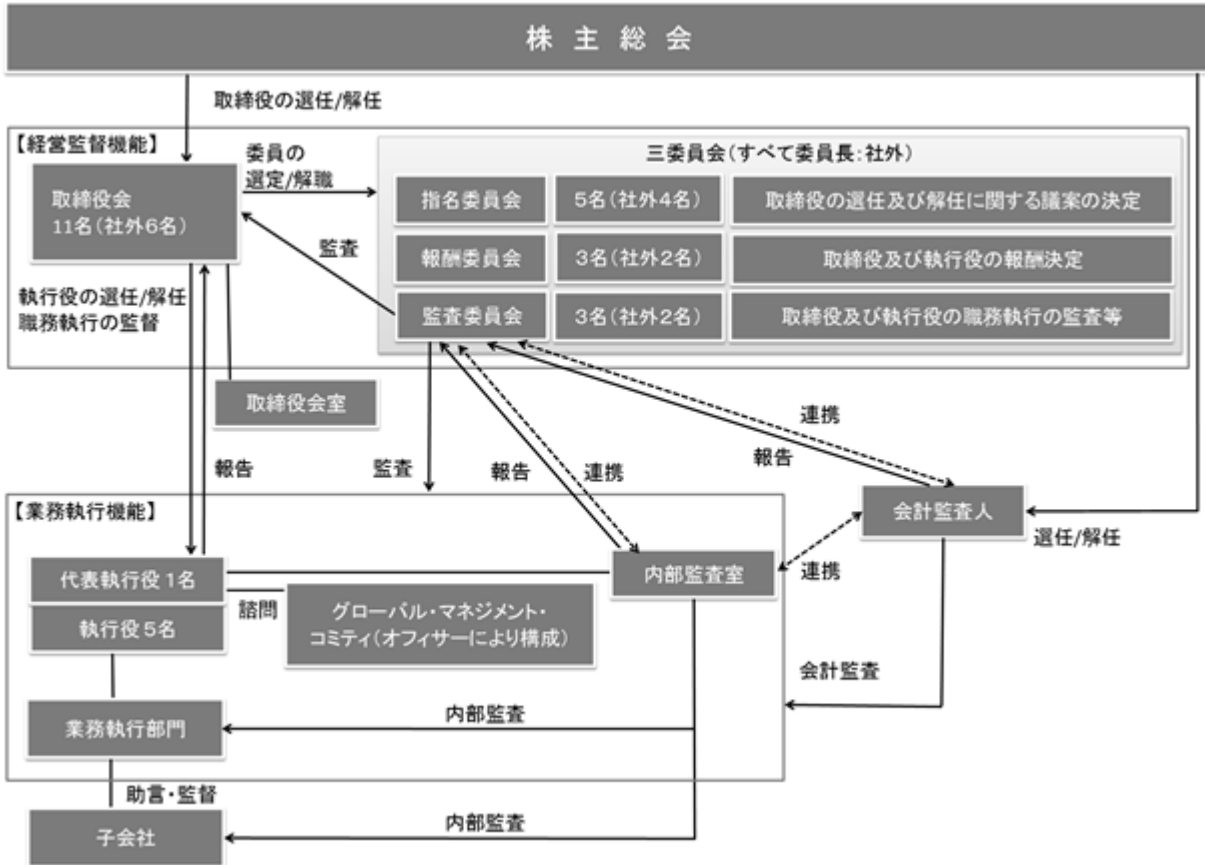 株 主 総 会
取締役の選任/解任
【経営監督機能】
委員の
選定/解職
三委員会(すべて委員長:社外)
取締役会
11名(社外6名)
指名委員会
5名(社外4名)
取締役の選任及び解任に関する議案の決定
監査
報酬委員会
3名(社外2名)
取締役及び執行役の報酬決定
執行役の選任/解任
職務執行の監督
監査委員会
3名(社外2名)
取締役及び執行役の職務執行の監査等
取締役会室
連携
報告
監査
報告
連携
報告
【業務執行機能】
会計監査人
選任/解任
代表執行役1名
内部監査室
連携
諮問
執行役5名
グローバル・マネジメント・
コミティ(オフィサーにより構成)
会計監査
業務執行部門
内部監査
助言・監督
子会社
内部監査